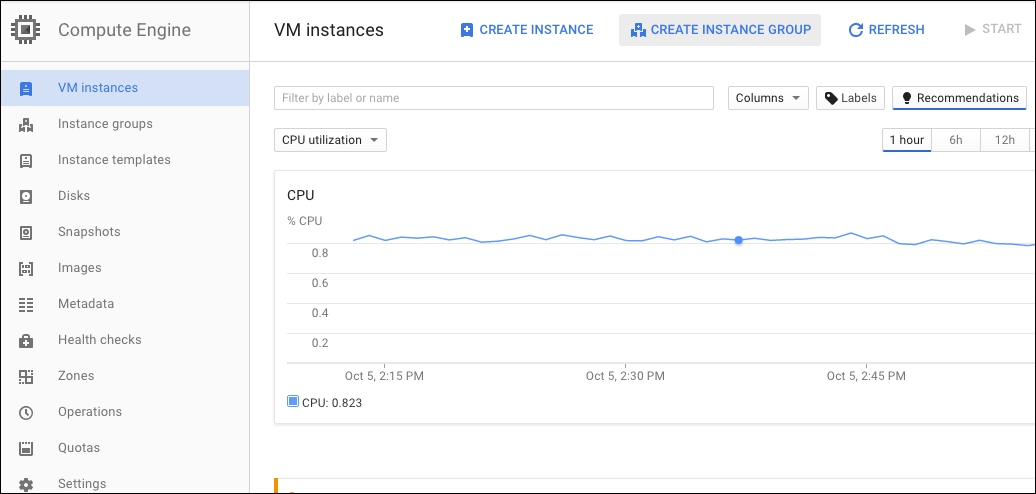 Compute Engine
VM instances
CREATE INSTANCE
CREATE INSTANCE GROUP
REFRESH
START
VM instances
Instance groups
Instance templates
Disks
Snapshots
Images
Metadata
Health checks
Zones
Operations
Quotas
Settings
Filter by label or name
Columns
Labels
Recommendations
CPU utilization
1 hour
6h
12h
CPU
% CPU
0.8
0.6
0.4
0.2
Oct 5, 2:15 PM
Oct 5, 2:30 PM
Oct 5, 2:45 PM
CPU: 0.823